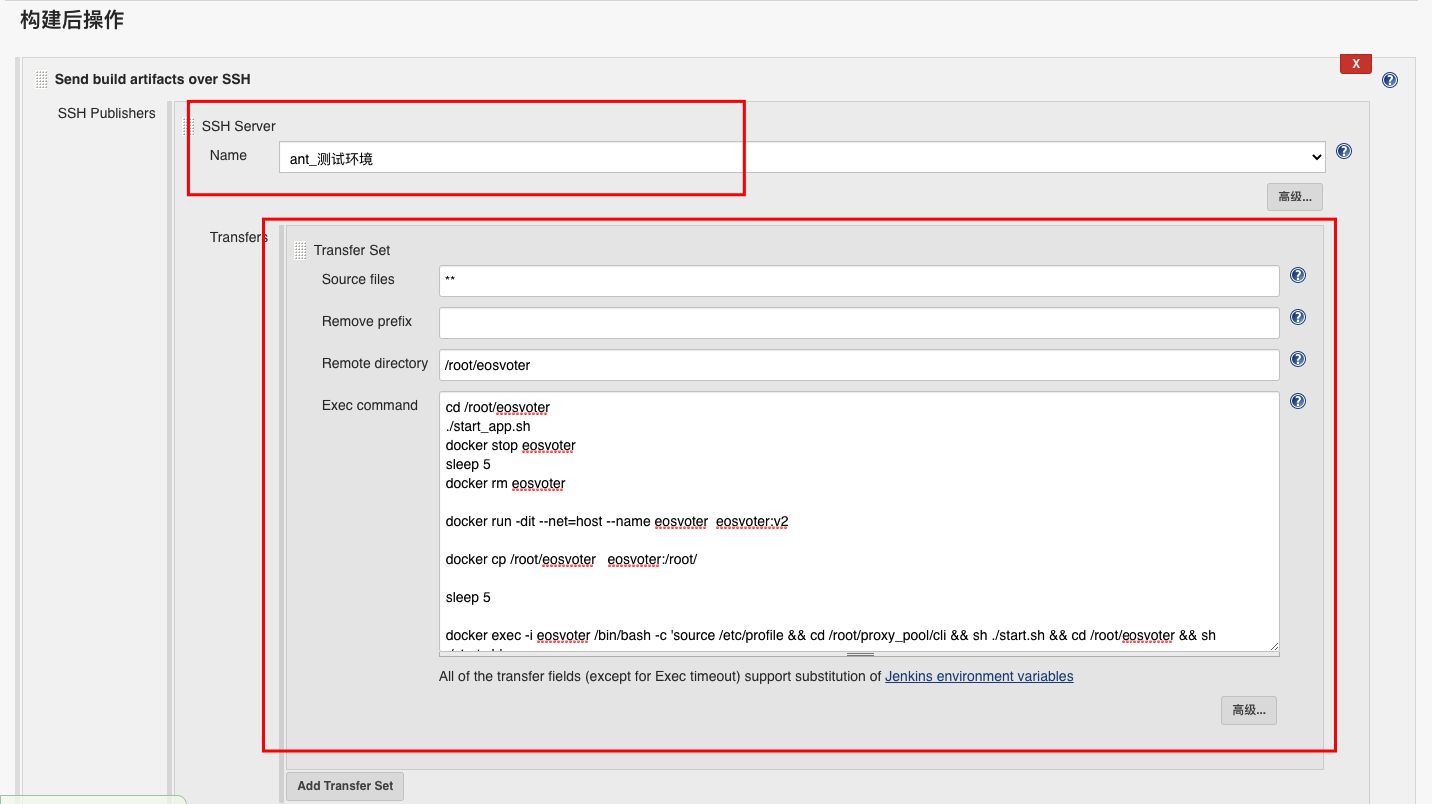 构建后操作
X
Send build artifacts over SSH
SSH Publishers
SSH Server
Name
ant_测试环境
高级...
Transfers
Transfer Set
Source files
**
Remove prefix
Remote directory
/root/eosvoter
Exec command
cd /root/eosvoter
./start_app.sh
docker stop eosvoter
sleep 5
docker rm eosvoter
docker run -dit --net=host --name eosvoter  eosvoter:v2
docker cp /root/eosvoter   eosvoter:/root/
sleep 5
docker exec -i eosvoter /bin/bash -c 'source /etc/profile && cd /root/proxy_pool/cli && sh ./start.sh && cd /root/eosvoter && sh
All of the transfer fields (except for Exec timeout) support substitution of Jenkins environment variables
高级...
Add Transfer Set